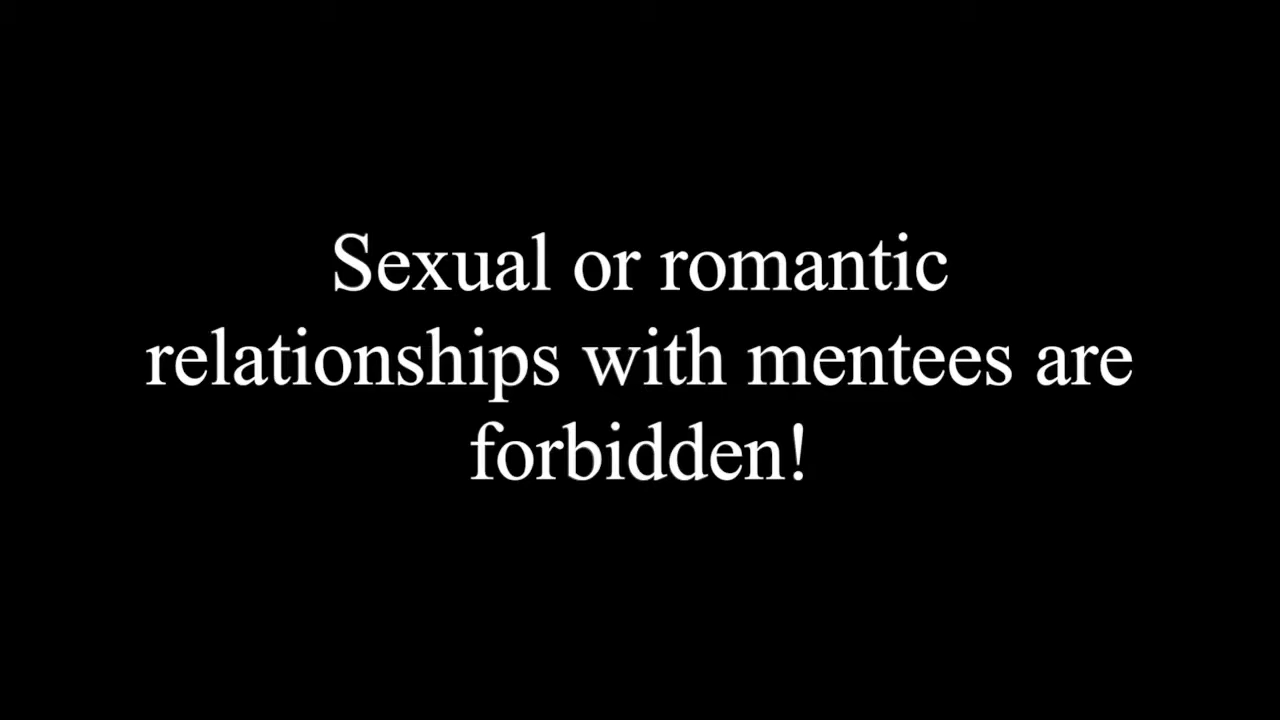 Sexual or romantic
relationships with mentees are
forbidden!